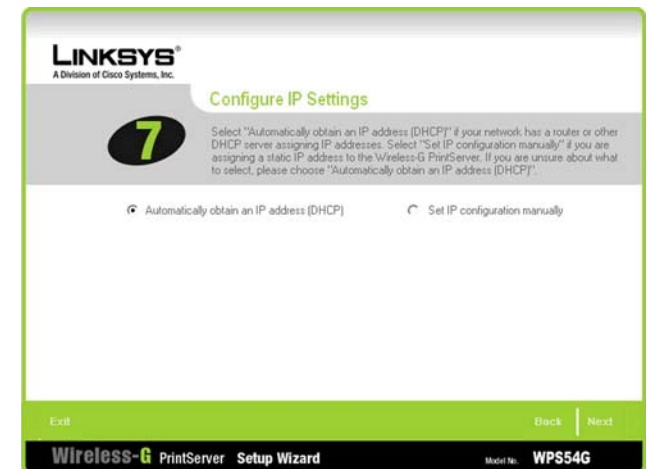 LINKSYS®
A Division of Cisco Systems, Inc.
Configure IP Settings
7
Select "Automatically obtain an IP address (DHCP)" if your network has a router or other
DHCP server assigning IP addresses. Select "Set IP configuration manually" if you are
assigning a static IP address to the Wireless-G PrintServer. If you are unsure about what
to select, please choose "Automatically obtain an IP address (DHCP)".
Automatically obtain an IP address (DHCP)
Set IP configuration manually
Exit
Back
Next
Wireless-G PrintServer Setup Wizard
Model No. WPS54G